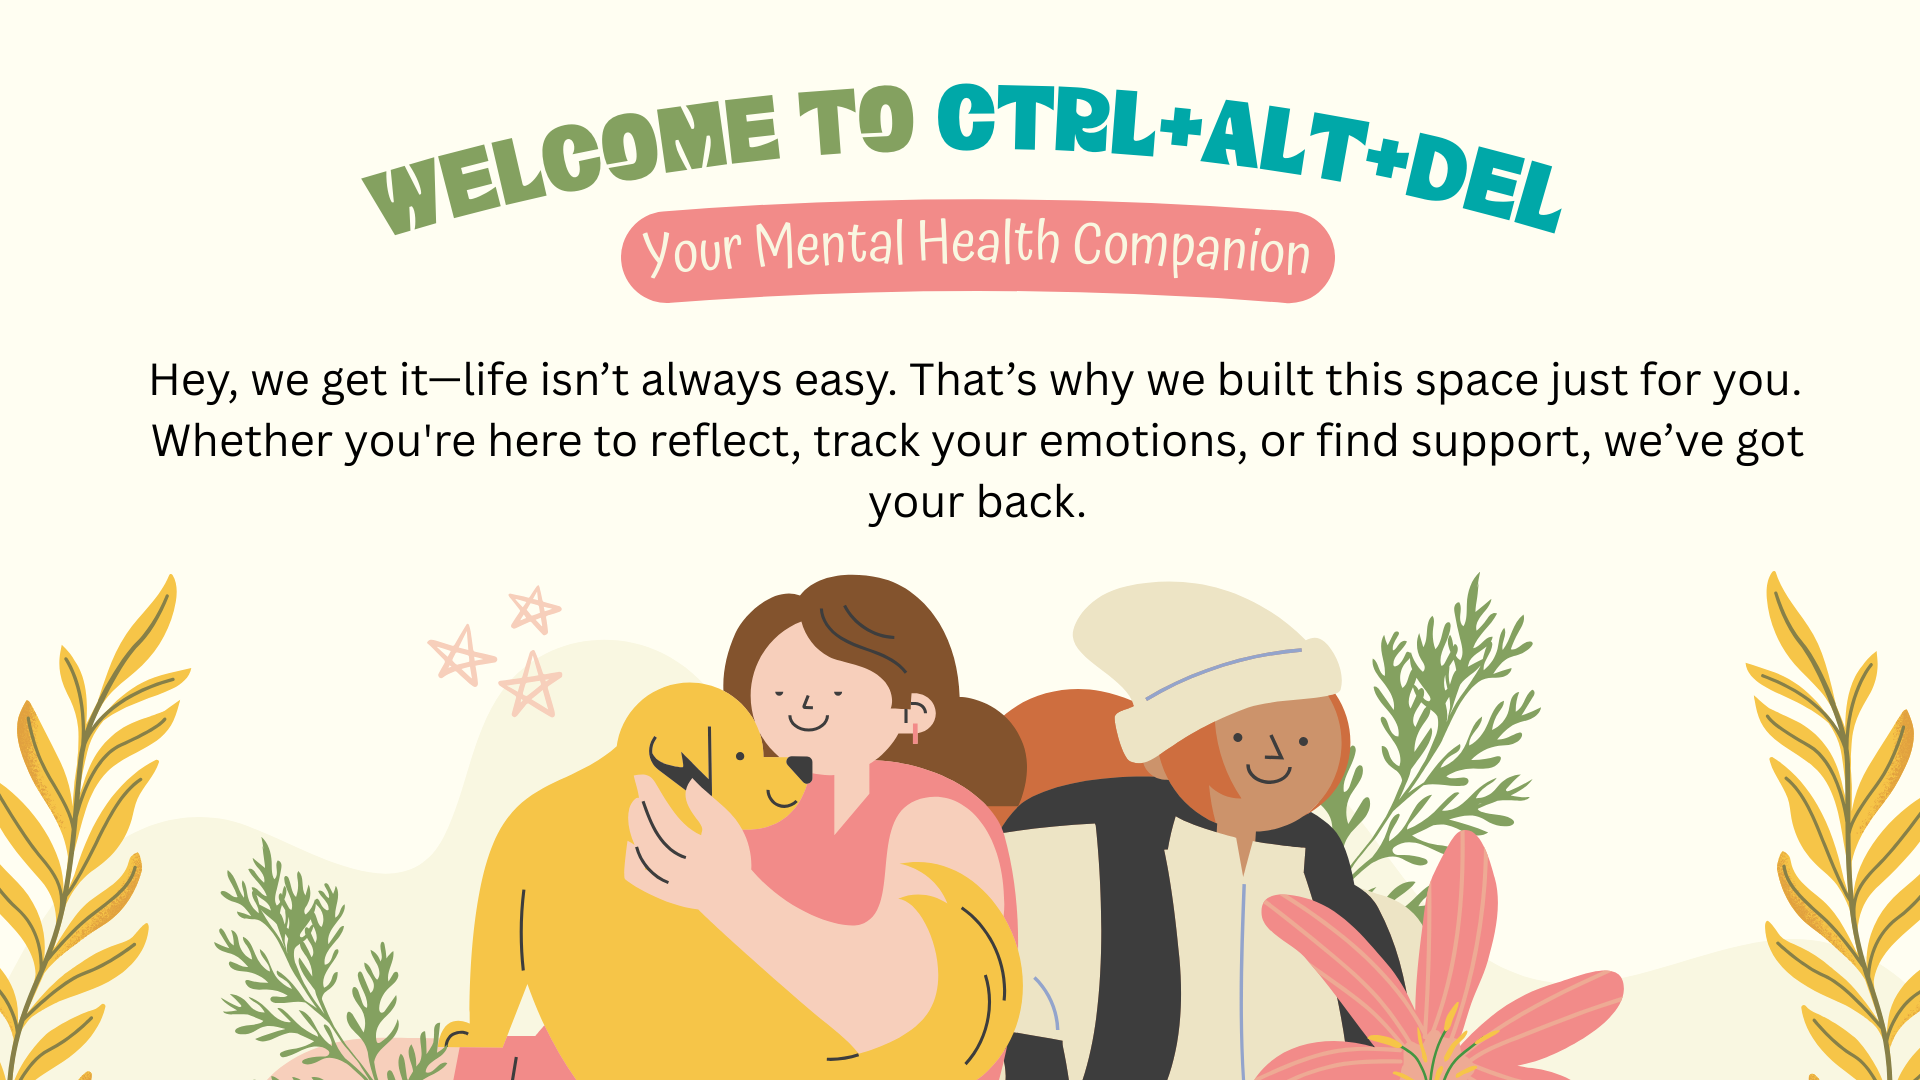 WELCOME TO CTRL+ALT+DEL
Your Mental Health Companion
Hey, we get it—life isn’t always easy. That’s why we built this space just for you.
Whether you're here to reflect, track your emotions, or find support, we’ve got
your back.